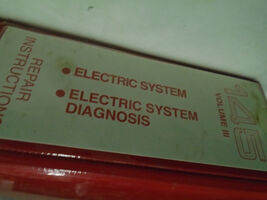 145
VOLUME III
• ELECTRIC SYSTEM
• ELECTRIC SYSTEM
DIAGNOSIS
REPAIR
INSTRUCTIONS